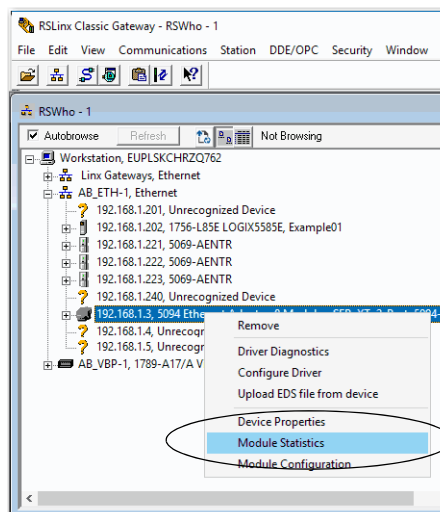 RSLinx Classic Gateway - RSWho - 1
File Edit View Communications Station DDE/OPC Security Window
RSWho - 1
Autobrowse Refresh Not Browsing
Workstation, EUPLSKCHRZQ762
Linx Gateways, Ethernet
AB_ETH-1, Ethernet
192.168.1.201, Unrecognized Device
192.168.1.202, 1756-L85E LOGIX5585E, Example01
192.168.1.221, 5069-AENTR
192.168.1.222, 5069-AENTR
192.168.1.223, 5069-AENTR
192.168.1.240, Unrecognized Device
192.168.1.3, 5094 Ethernet Adapter,
192.168.1.4, Unrecogr
192.168.1.5, Unrecogr
AB_VBP-1, 1789-A17/A V
Remove
Driver Diagnostics
Configure Driver
Upload EDS file from device
Device Properties
Module Statistics
Module Configuration